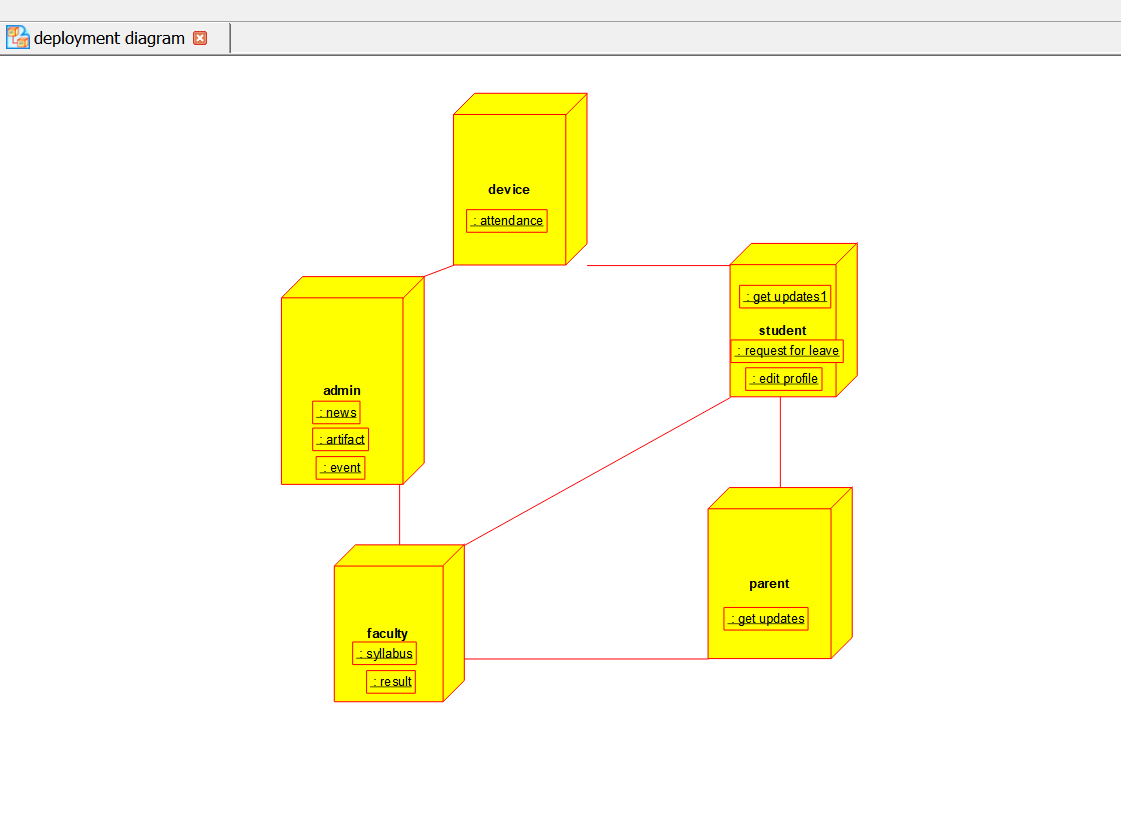 deployment diagram
device
: attendance
: get updates1
student
: request for leave
: edit profile
admin
: news
: artifact
: event
parent
: get updates
faculty
: syllabus
: result